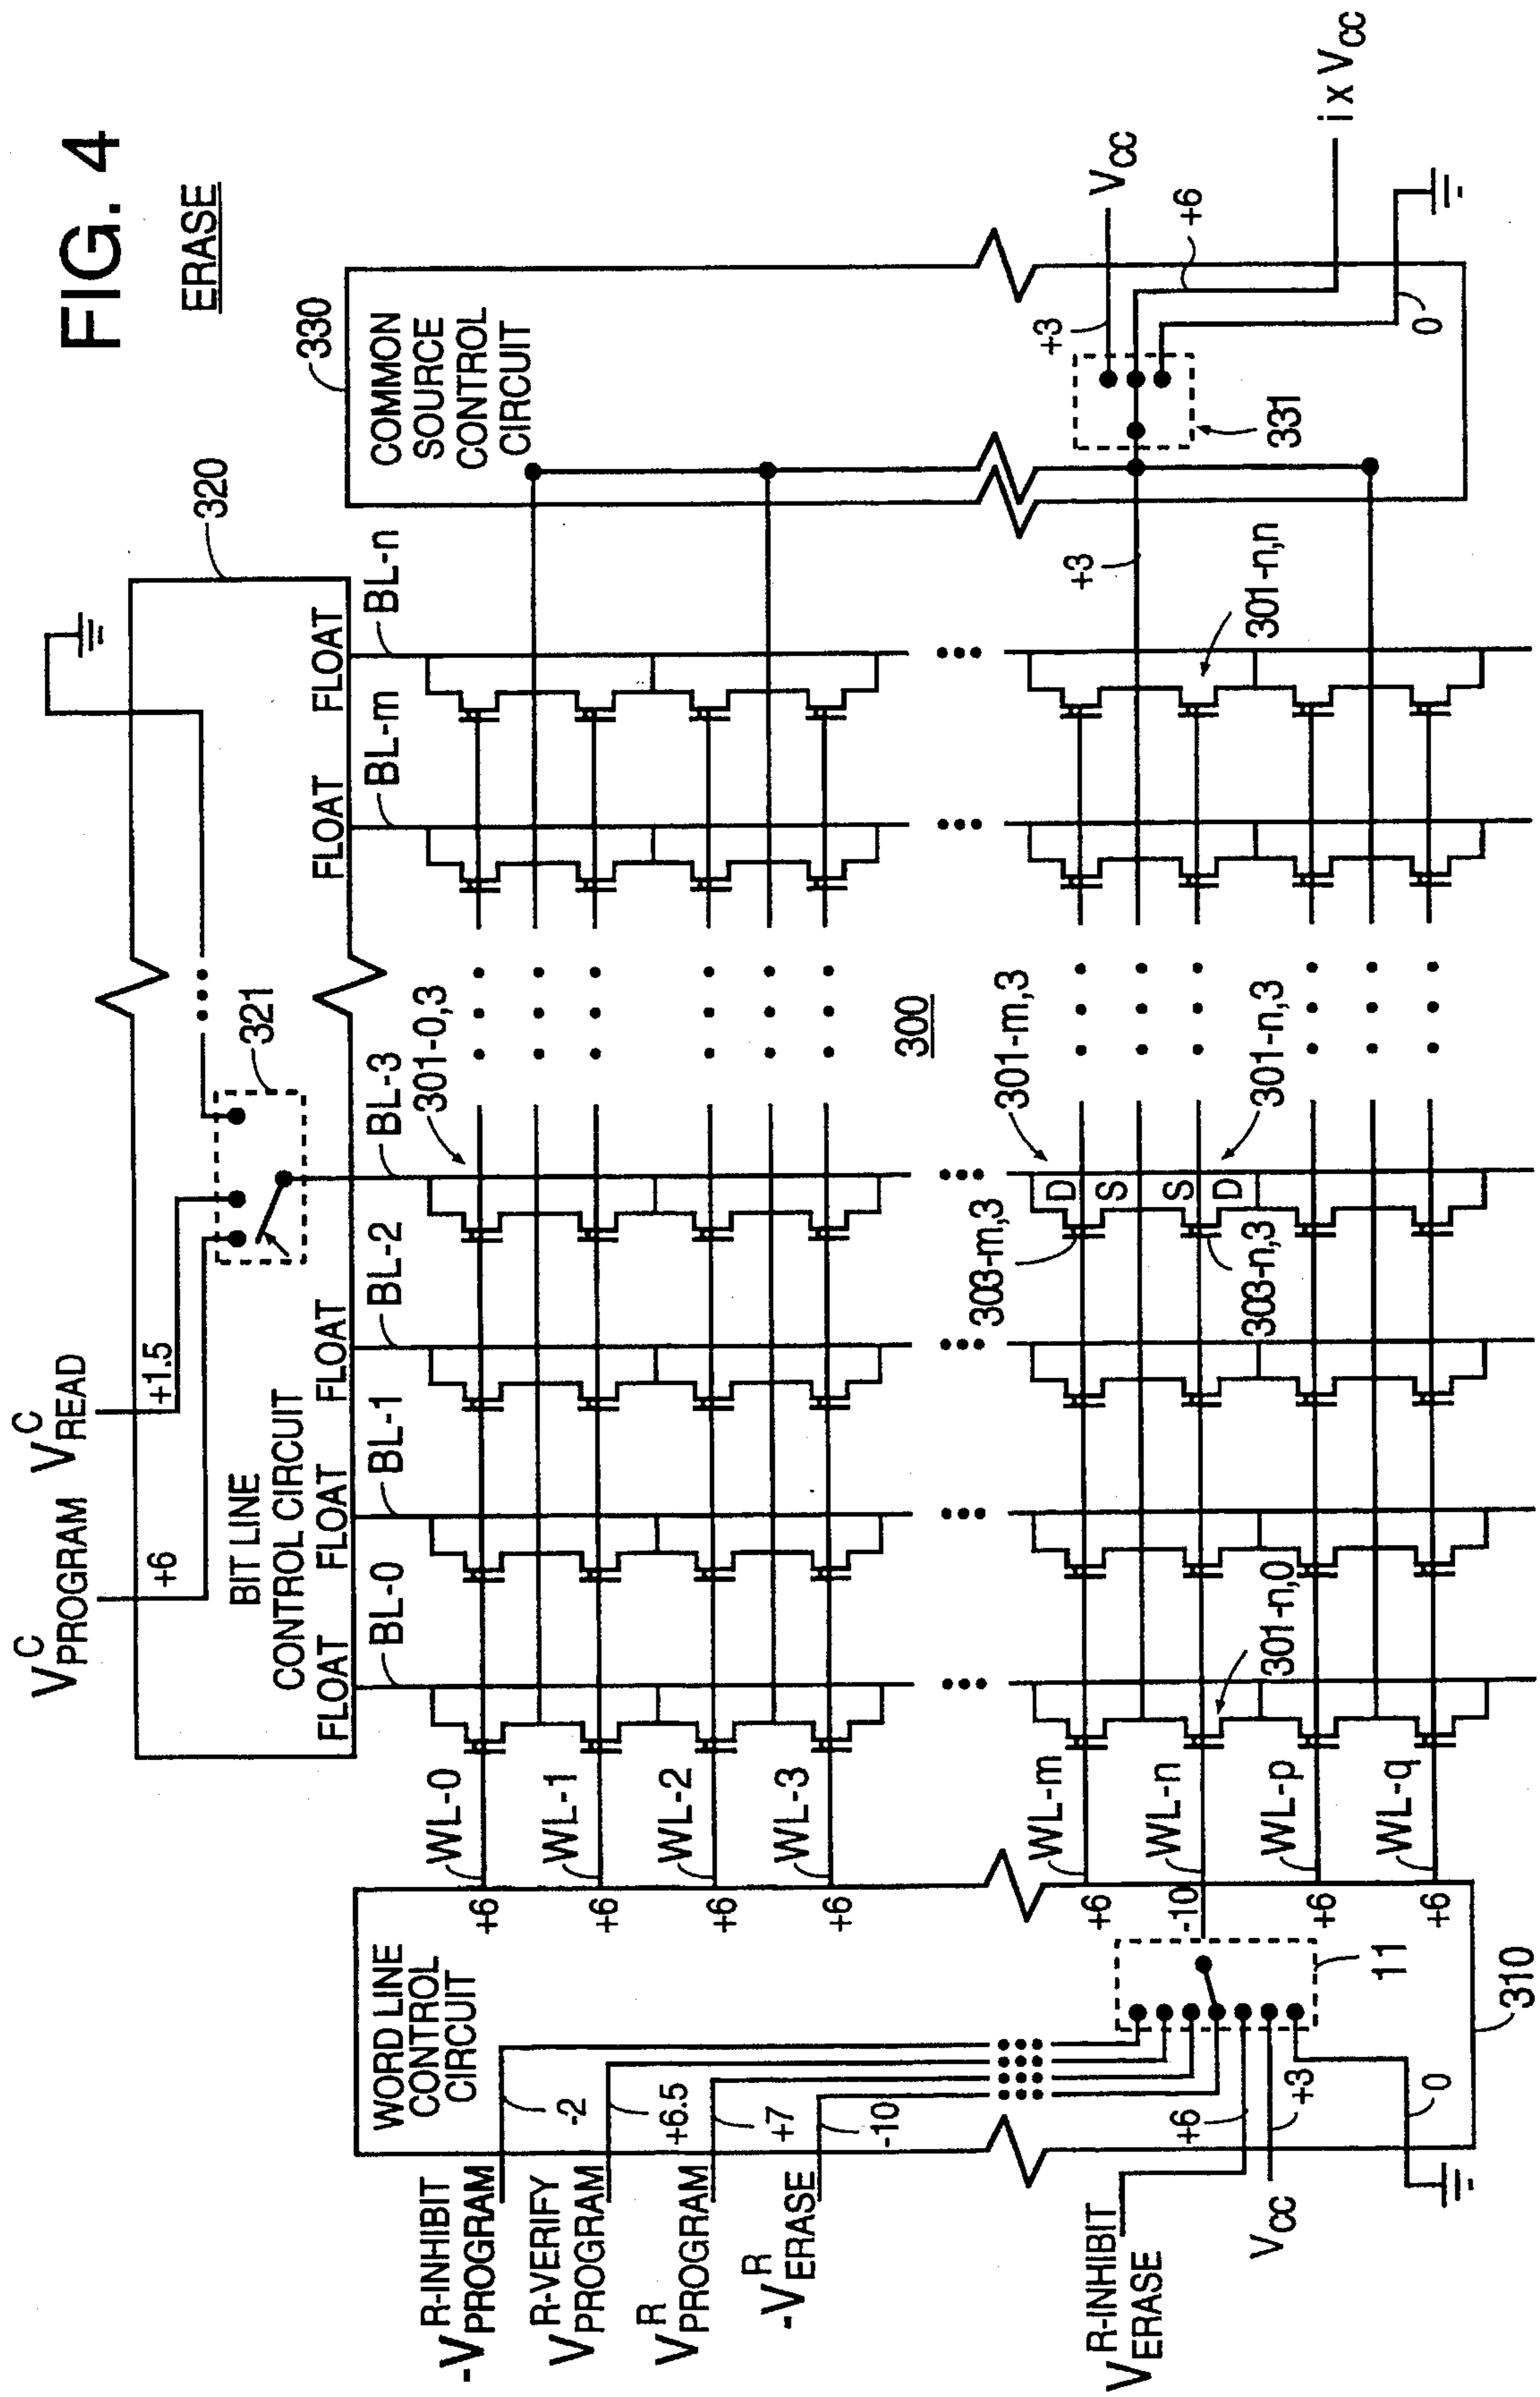 FIG. 4
ERASE
V^C_PROGRAM V^C_READ
+6
+1.5
BIT LINE
CONTROL CIRCUIT
321
320
FLOAT FLOAT FLOAT FLOAT FLOAT
BL-0 BL-1 BL-2 BL-3 BL-m BL-n
330
COMMON
SOURCE
CONTROL
CIRCUIT
WORD LINE
CONTROL
CIRCUIT
-V^R-INHIBIT_PROGRAM
-2
V^R-VERIFY_PROGRAM
+6.5
V^R_PROGRAM
+7
-V^R_ERASE
-10
+6 WL-0
+6 WL-1
+6 WL-2
+6 WL-3
301-0,3
300
301-m,3
303-m,3
D
S
S
D
303-n,3
301-n,3
301-n,0
301-n,n
+6 WL-m
-10 WL-n
+6 WL-p
+6 WL-q
V^R-INHIBIT_ERASE
+6
V_CC
+3
0
11
310
+3
331
+3
V_CC
+6
i x V_CC
0